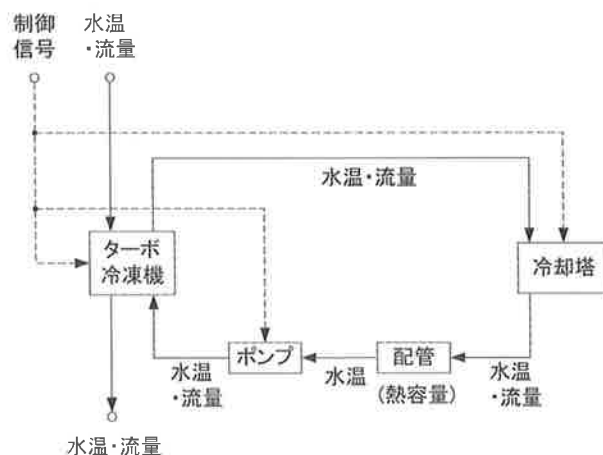 制御
信号
水温
・流量
水温・流量
ターボ
冷凍機
冷却塔
ポンプ
配管
水温
・流量
水温
(熱容量)
水温
・流量
水温・流量